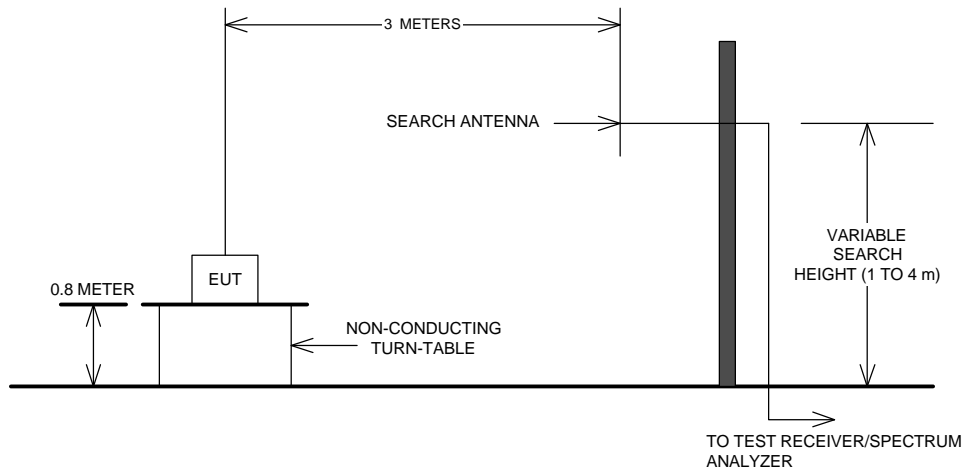 3 METERS
SEARCH ANTENNA
VARIABLE
SEARCH
HEIGHT (1 TO 4 m)
EUT
0.8 METER
NON-CONDUCTING
TURN-TABLE
TO TEST RECEIVER/SPECTRUM
ANALYZER